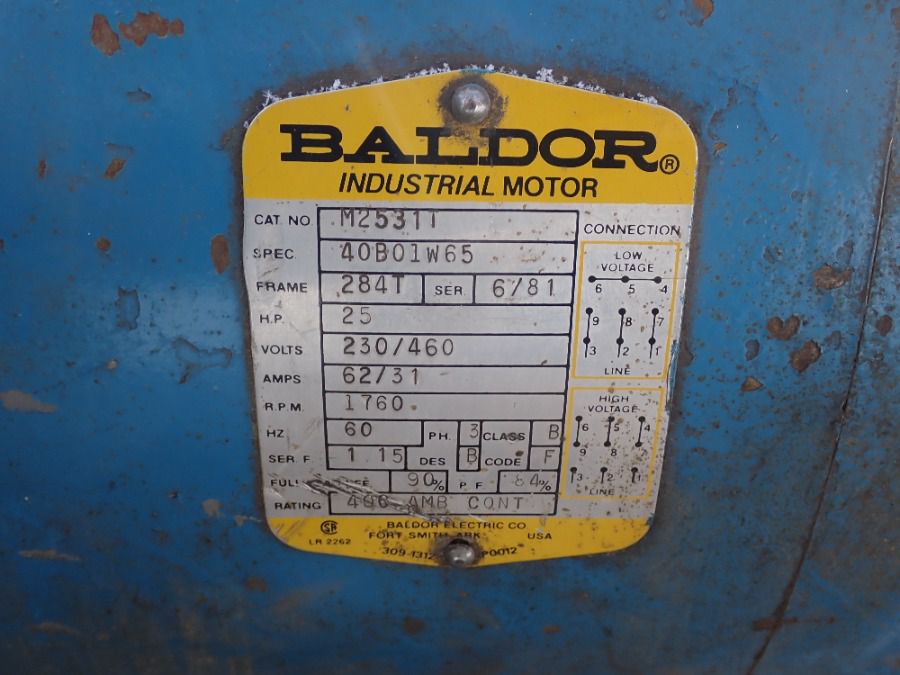 BALDOR®
INDUSTRIAL MOTOR
CAT. NO M2531T
SPEC. 40B01W65
FRAME 284T SER. 6/81
H.P. 25
VOLTS 230/460
AMPS 62/31
R.P.M. 1760
HZ 60 PH. 3 CLASS B
SER. F. 1.15 DES B CODE F
FULL 90% P.F. 84%
RATING AMB CONT
CONNECTION
LOW
VOLTAGE
6 5 4
9 8 7
3 2 1
LINE
HIGH
VOLTAGE
6 5 4
9 8 7
3 2 1
LINE
SA
LR 2262
BALDOR ELECTRIC CO
FORT SMITH ARK. USA